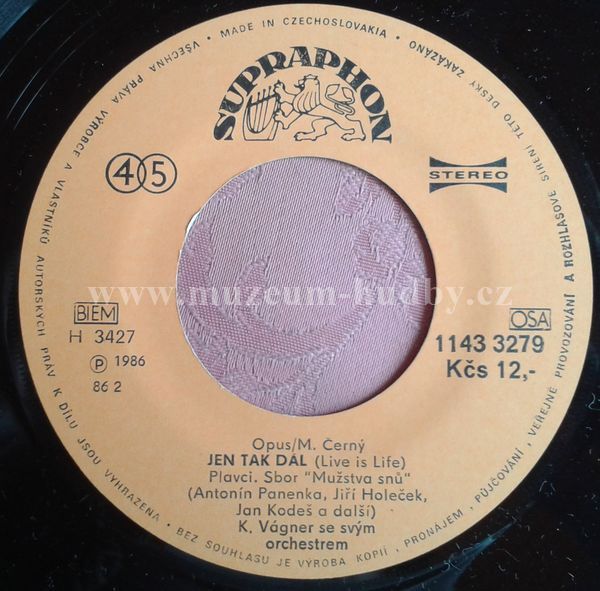 VŠECHNA PRÁVA VÝROBCE A VLASTNÍKŮ AUTORSKÝCH PRÁV K DÍLU JSOU VYHRAZENA • BEZ SOUHLASU JE VÝROBA KOPIÍ, PRONÁJEM, PŮJČOVÁNÍ, VEŘEJNÉ PROVOZOVÁNÍ A ROZHLASOVÉ ŠÍŘENÍ TÉTO DESKY ZAKÁZÁNO • MADE IN CZECHOSLOVAKIA •
SUPRAPHON
45
STEREO
www.muzeum-hudby.cz
BIEM
OSA
H 3427
1143 3279
℗ 1986
Kčs 12,-
86 2
Opus/M. Černý
JEN TAK DÁL (Live is Life)
Plavci. Sbor "Mužstva snů"
(Antonín Panenka, Jiří Holeček,
Jan Kodeš a další)
K. Vágner se svým
orchestrem